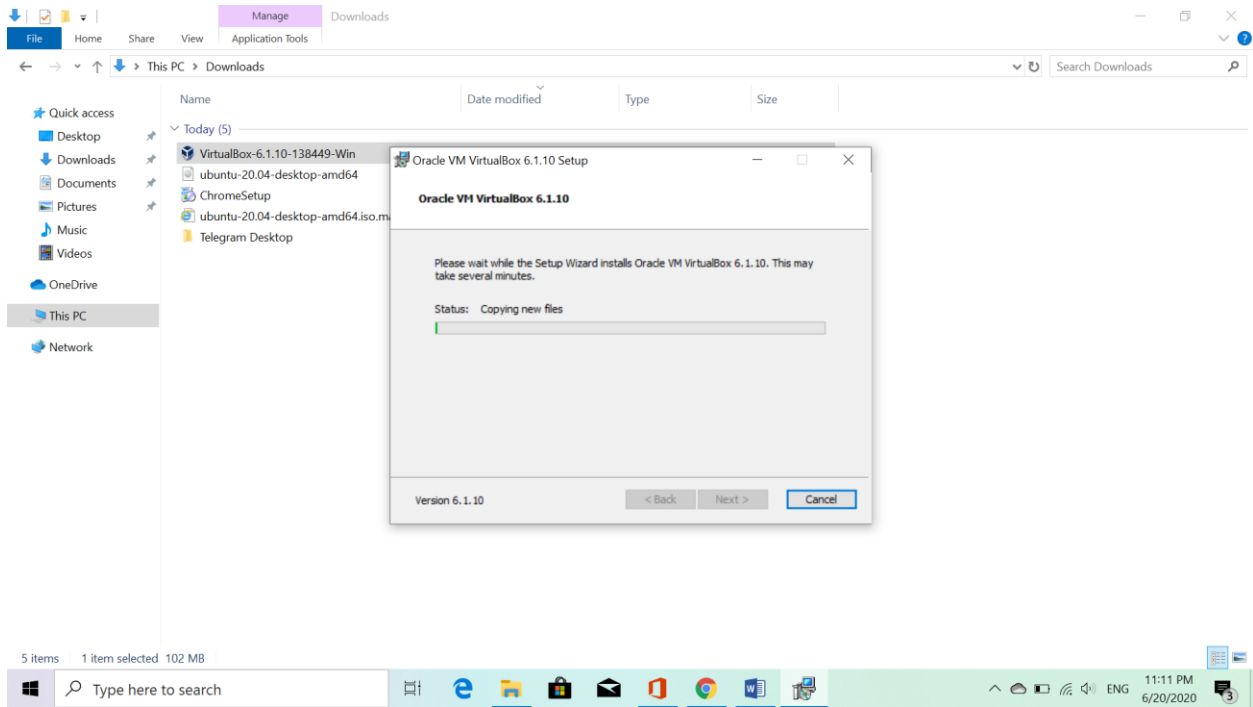 Manage Downloads
File Home Share View Application Tools
This PC > Downloads
Search Downloads
Name Date modified Type Size
Quick access
Desktop
Downloads
Documents
Pictures
Music
Videos
OneDrive
This PC
Network
Today (5)
VirtualBox-6.1.10-138449-Win
ubuntu-20.04-desktop-amd64
ChromeSetup
ubuntu-20.04-desktop-amd64.iso.ma
Telegram Desktop
Oracle VM VirtualBox 6.1.10 Setup
Oracle VM VirtualBox 6.1.10
Please wait while the Setup Wizard installs Oracle VM VirtualBox 6.1.10. This may
take several minutes.
Status: Copying new files
Version 6.1.10
< Back Next > Cancel
5 items 1 item selected 102 MB
Type here to search
ENG
11:11 PM
6/20/2020
3